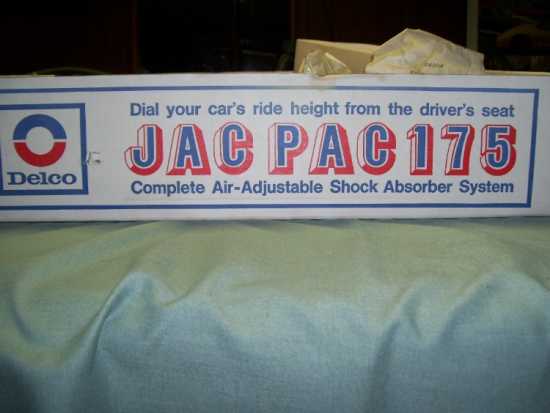 Dial your car's ride height from the driver's seat
JAC PAC 175
Complete Air-Adjustable Shock Absorber System
Delco